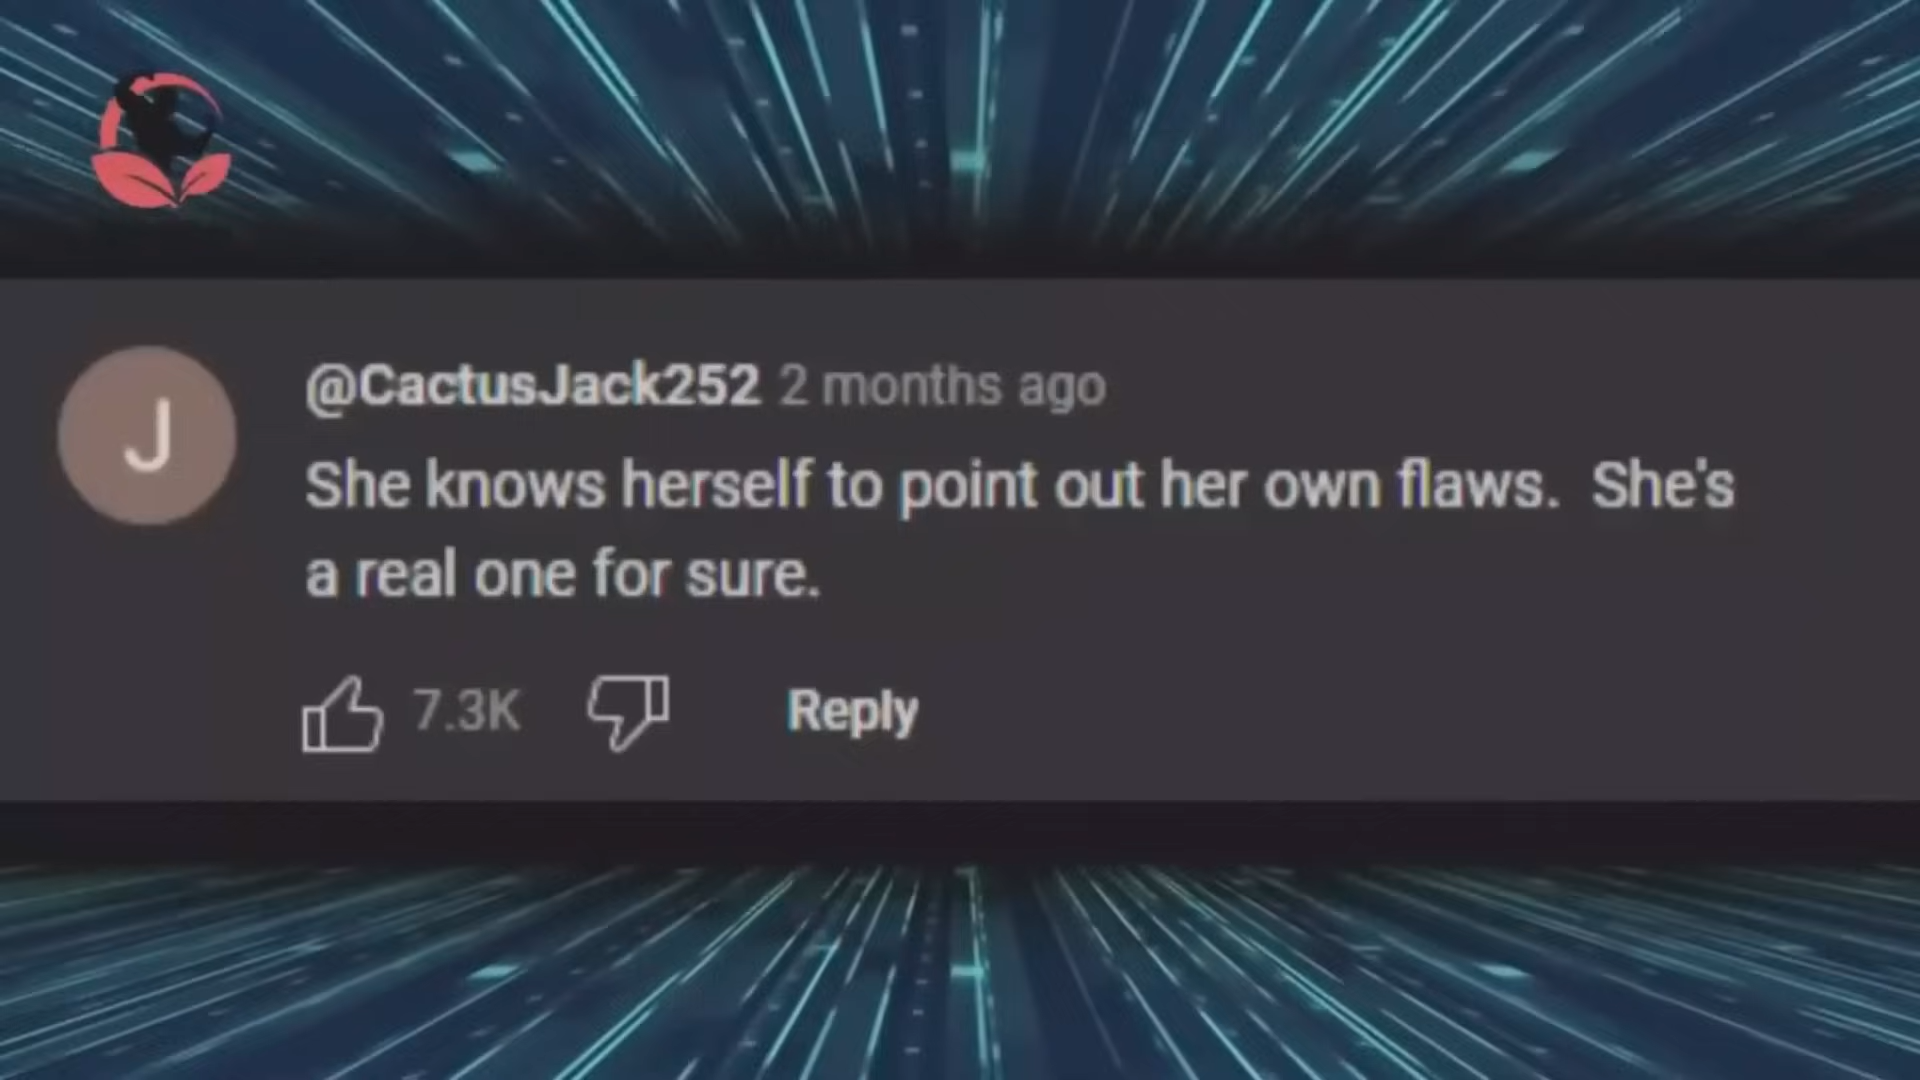 J
@CactusJack252 2 months ago
She knows herself to point out her own flaws.  She's
a real one for sure.
7.3K
Reply